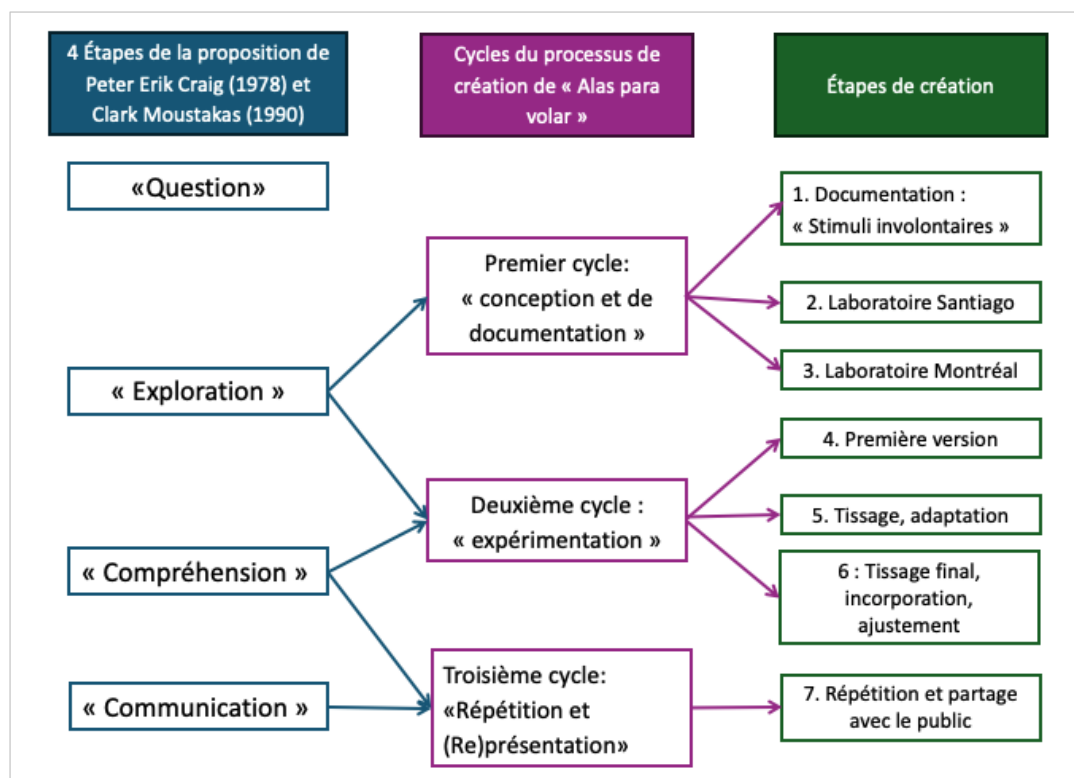 4 Étapes de la proposition de
Peter Erik Craig (1978) et
Clark Moustakas (1990)
Cycles du processus de
création de « Alas para
volar »
Étapes de création
«Question»
« Exploration »
« Compréhension »
« Communication »
Premier cycle:
« conception et de
documentation »
Deuxième cycle :
« expérimentation »
Troisième cycle:
«Répétition et
(Re)présentation»
1. Documentation :
« Stimuli involontaires »
2. Laboratoire Santiago
3. Laboratoire Montréal
4. Première version
5. Tissage, adaptation
6 : Tissage final,
incorporation,
ajustement
7. Répétition et partage
avec le public